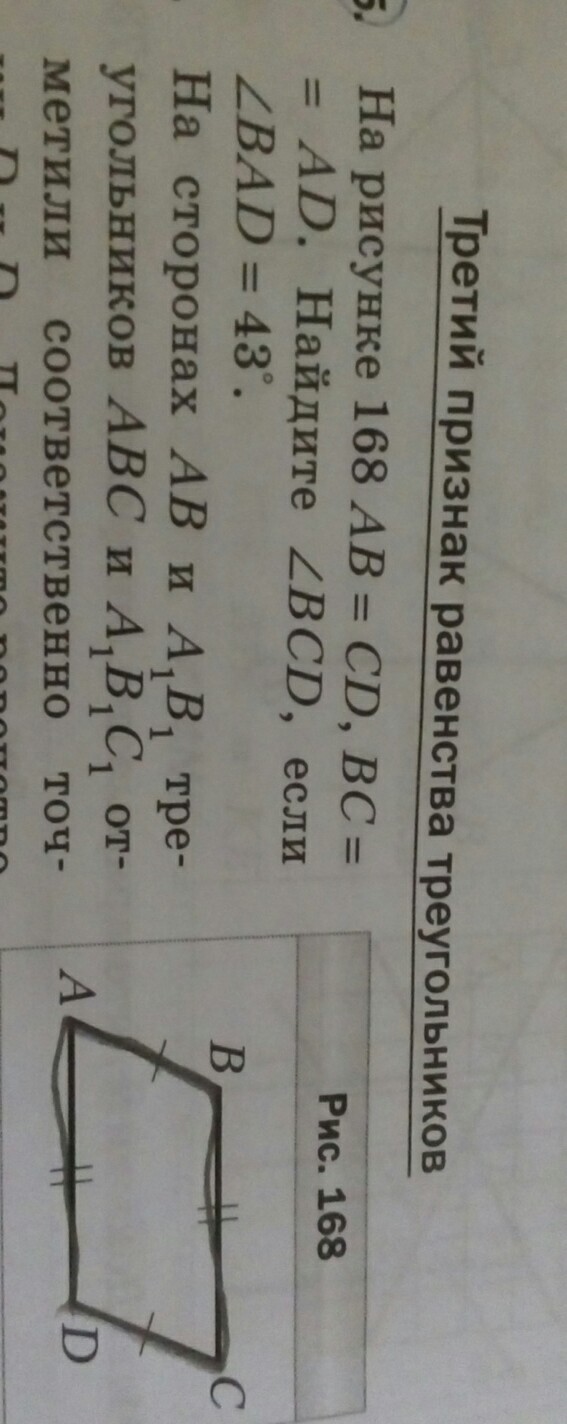 Третий признак равенства треугольников
5. На рисунке 168 AB = CD, BC =
= AD. Найдите ∠BCD, если
∠BAD = 43°.
На сторонах AB и A₁B₁ тре-
угольников ABC и A₁B₁C₁ от-
метили соответственно точ-
Рис. 168
B
C
A
D